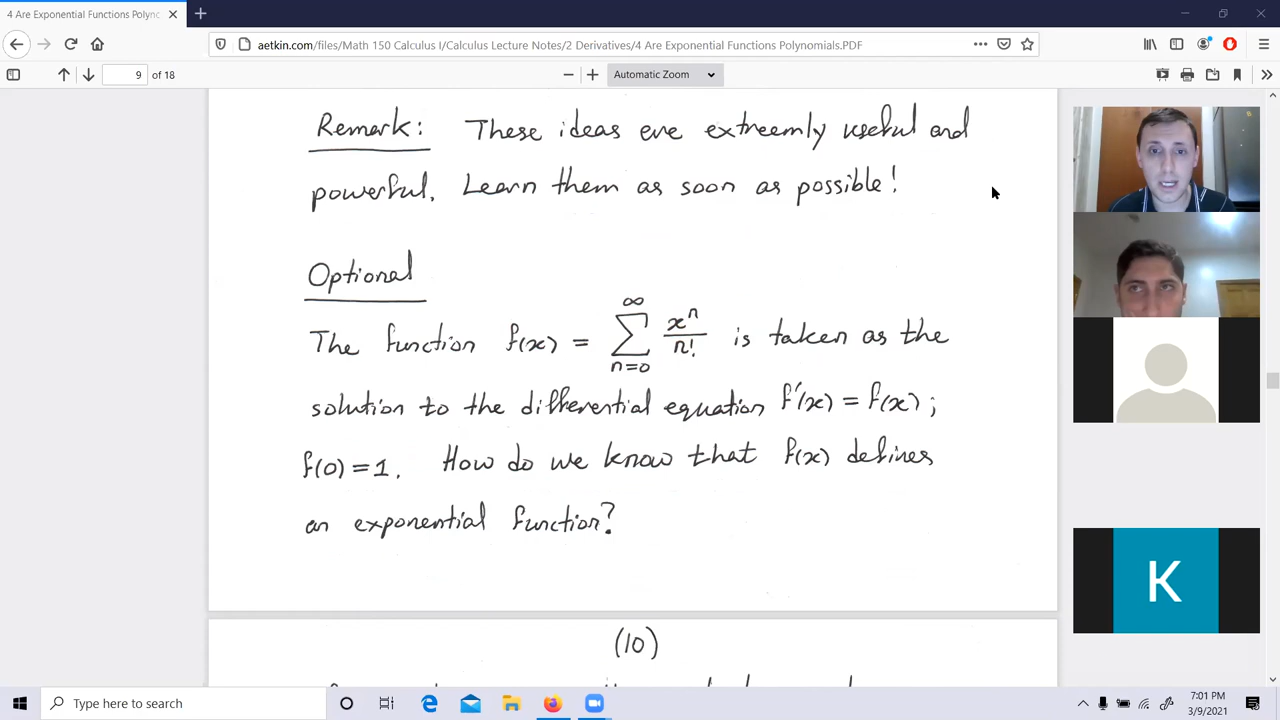 4 Are Exponential Functions Polync
aetkin.com/files/Math 150 Calculus I/Calculus Lecture Notes/2 Derivatives/4 Are Exponential Functions Polynomials.PDF
9 of 18
Automatic Zoom
Remark: These ideas are extreemly useful and
powerful. Learn them as soon as possible!
Optional
The function f(x) = ∑_{n=0}^{∞} x^n/n! is taken as the
solution to the differential equation f'(x) = f(x);
f(0) = 1. How do we know that f(x) defines
an exponential function?
(10)
K
Type here to search
7:01 PM
3/9/2021